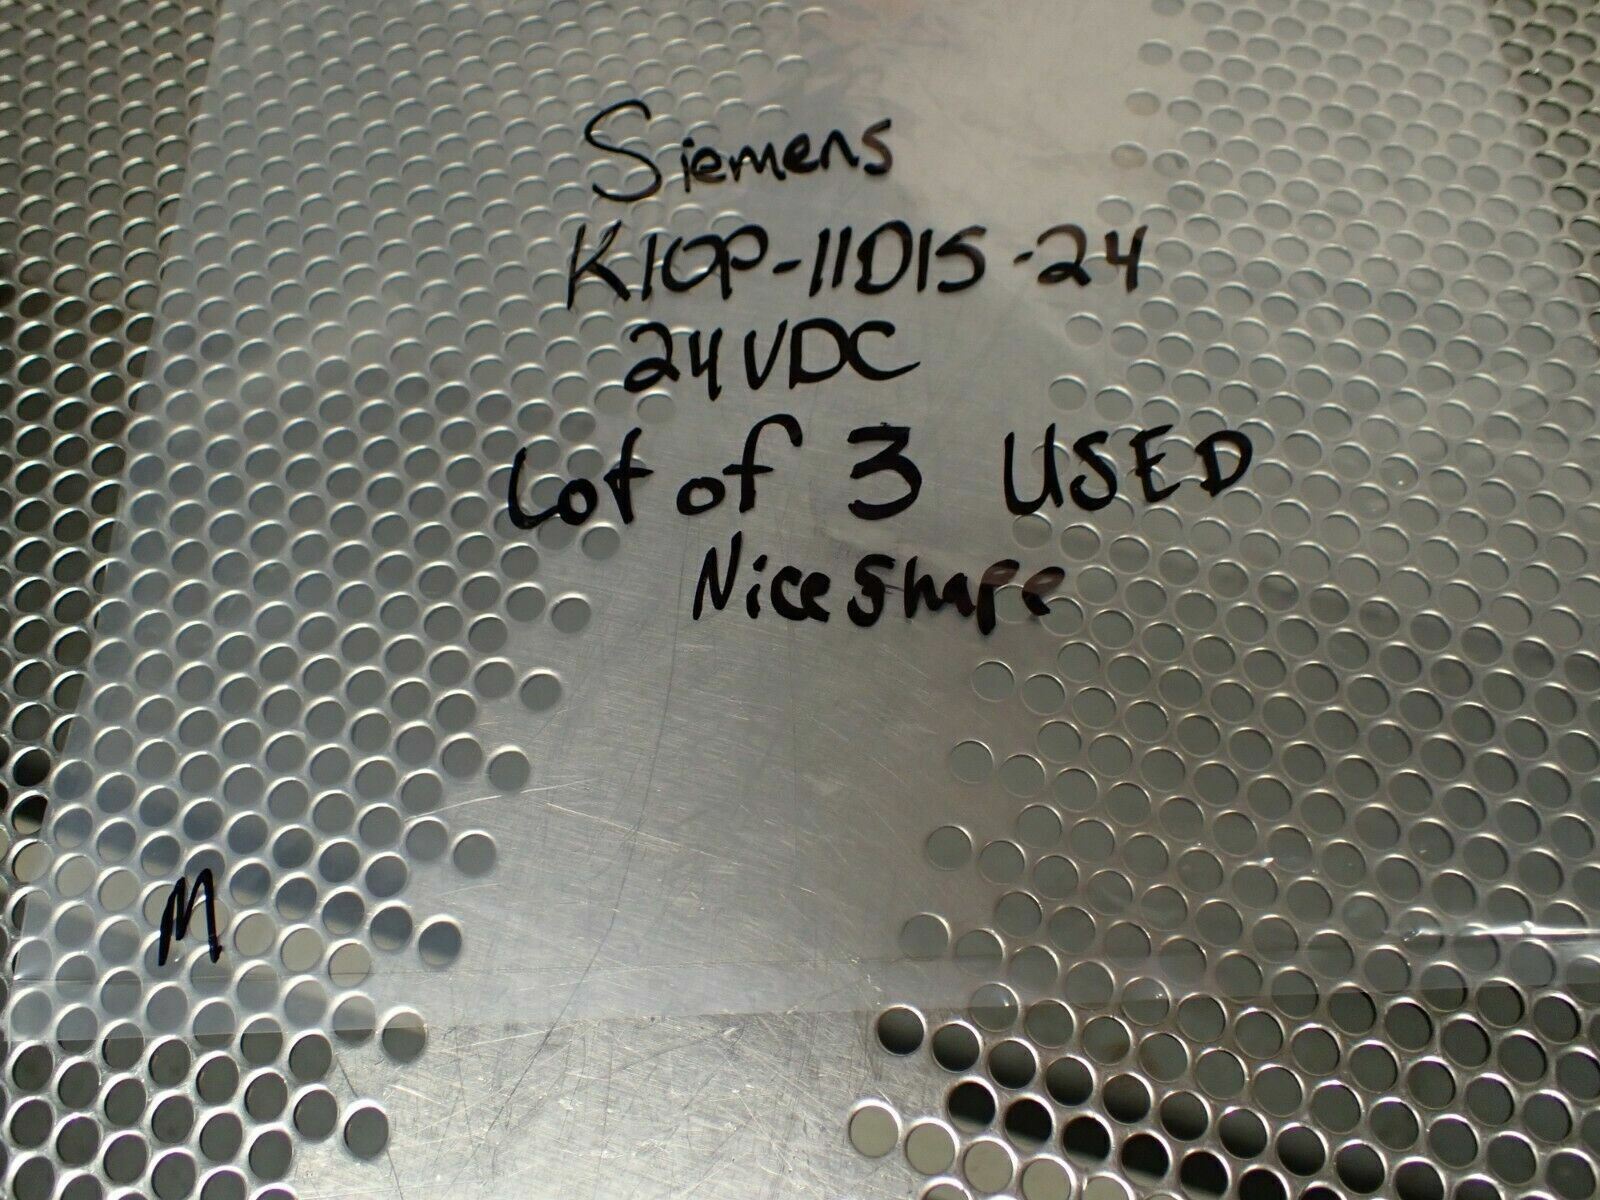 Siemens
K10P-11D15-24
24VDC
Lot of 3 USED
Nice Shape
M